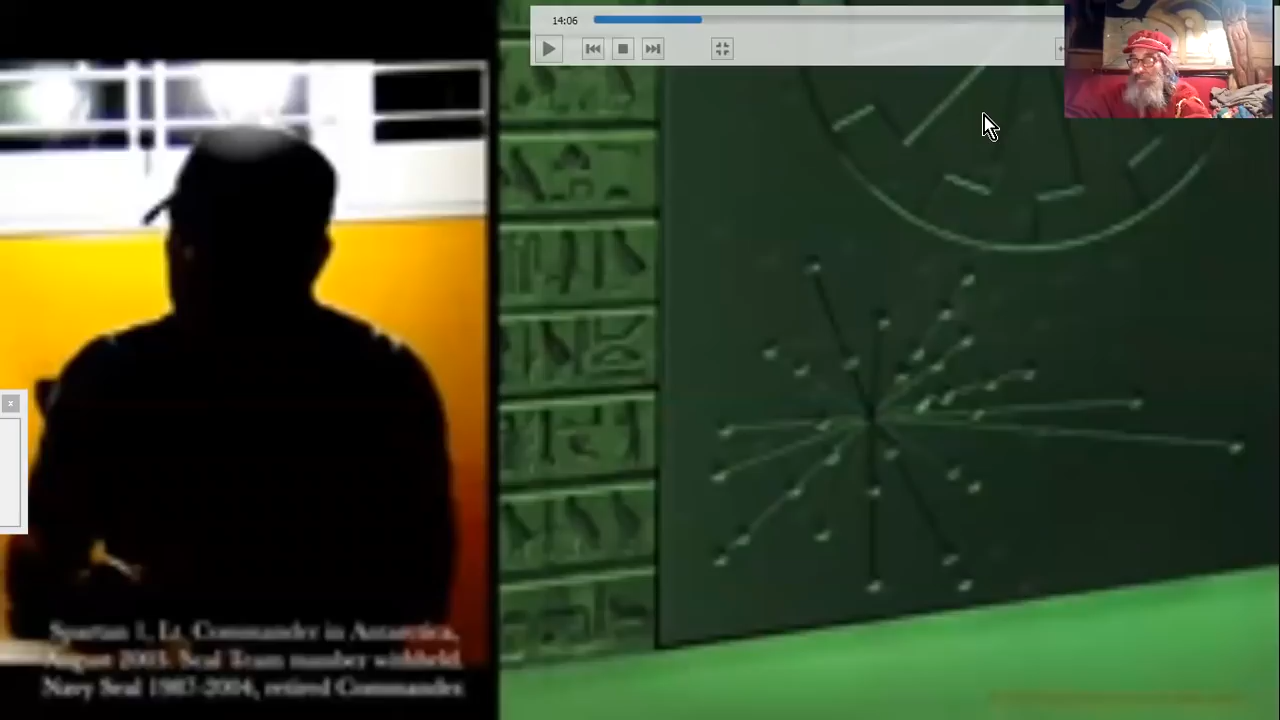 14:06
Spartan 1, Lt. Commander in Antarctica,
August 2003. Seal Team number withheld.
Navy Seal 1987-2004, retired Commander.